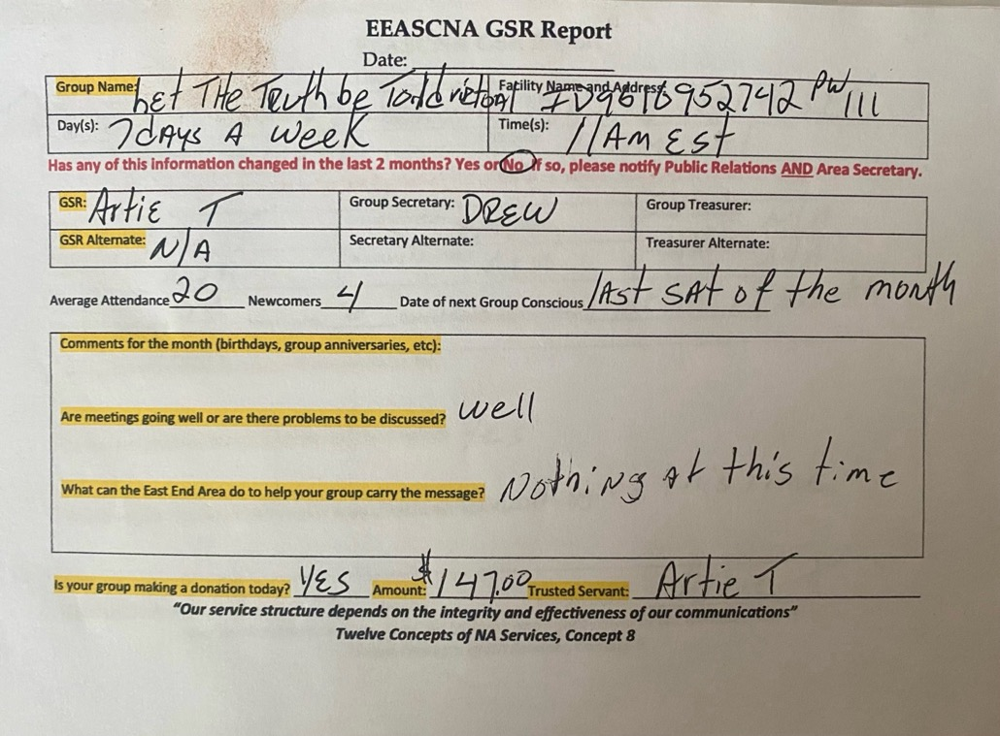 EEASCNA GSR Report
Date:
Group Name: Let THe Truth be Told Facility Name and Address: ID 9616952742 PW 111
Day(s): 7 dAys A week Time(s): 11 Am Est
Has any of this information changed in the last 2 months? Yes or No If so, please notify Public Relations AND Area Secretary.
GSR: Artie T Group Secretary: DREW Group Treasurer:
GSR Alternate: N/A Secretary Alternate: Treasurer Alternate:
Average Attendance 20 Newcomers 4 Date of next Group Conscious lAst SAt of the month
Comments for the month (birthdays, group anniversaries, etc):
Are meetings going well or are there problems to be discussed? well
What can the East End Area do to help your group carry the message? Nothing At this time
Is your group making a donation today? YES Amount: $147.00 Trusted Servant: Artie T
"Our service structure depends on the integrity and effectiveness of our communications"
Twelve Concepts of NA Services, Concept 8